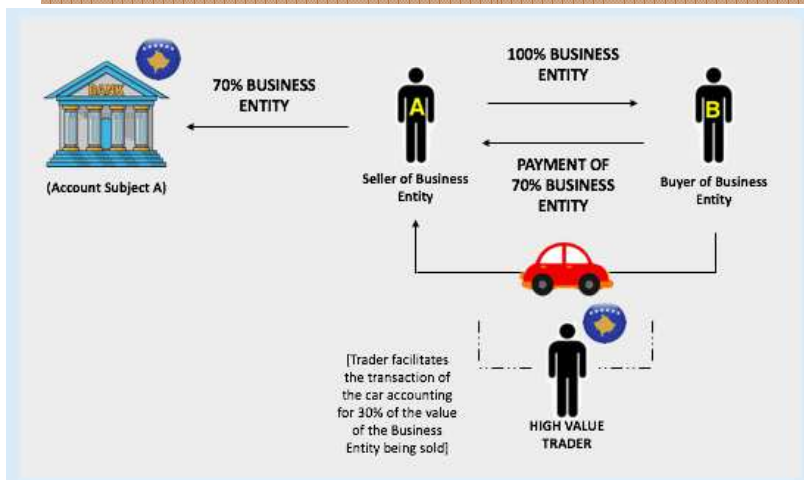 100% BUSINESS
ENTITY
70% BUSINESS
ENTITY
BANK
A
B
(Account Subject A)
Seller of Business
Entity
PAYMENT OF
70% BUSINESS
ENTITY
Buyer of Business
Entity
[Trader facilitates
the transaction of
the car accounting
for 30% of the value
of the Business
Entity being sold]
HIGH VALUE
TRADER